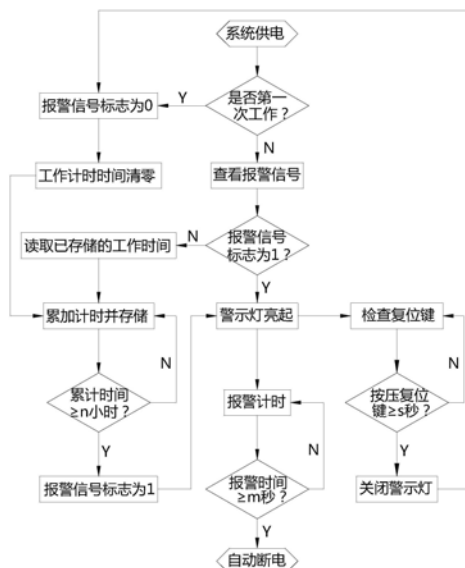 系统供电
是否第一
次工作？
Y
报警信号标志为0
N
工作计时时间清零
查看报警信号
读取已存储的工作时间
N
报警信号
标志为1？
Y
累加计时并存储
警示灯亮起
检查复位键
N
累计时间
≥n小时？
Y
报警计时
N
按压复位
键≥s秒？
N
Y
报警信号标志为1
报警时间
≥m秒？
关闭警示灯
Y
自动断电